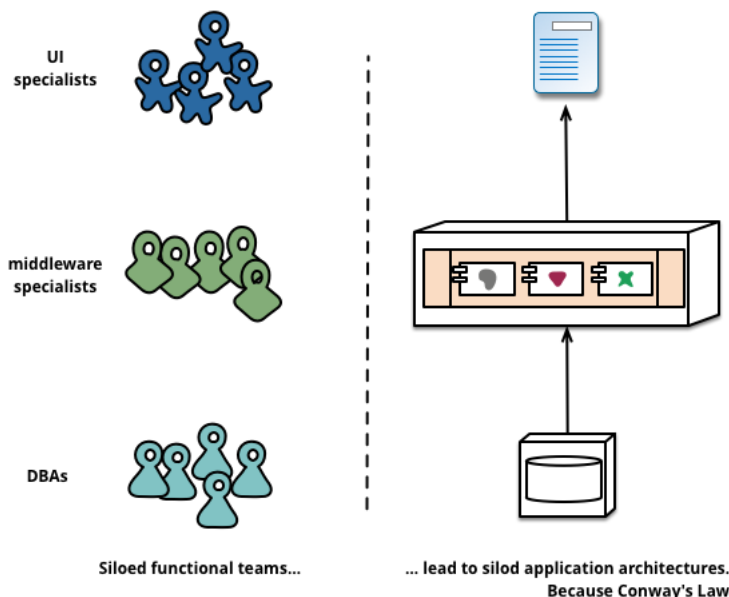 UI
specialists
middleware
specialists
DBAs
Siloed functional teams...
... lead to silod application architectures.
Because Conway's Law